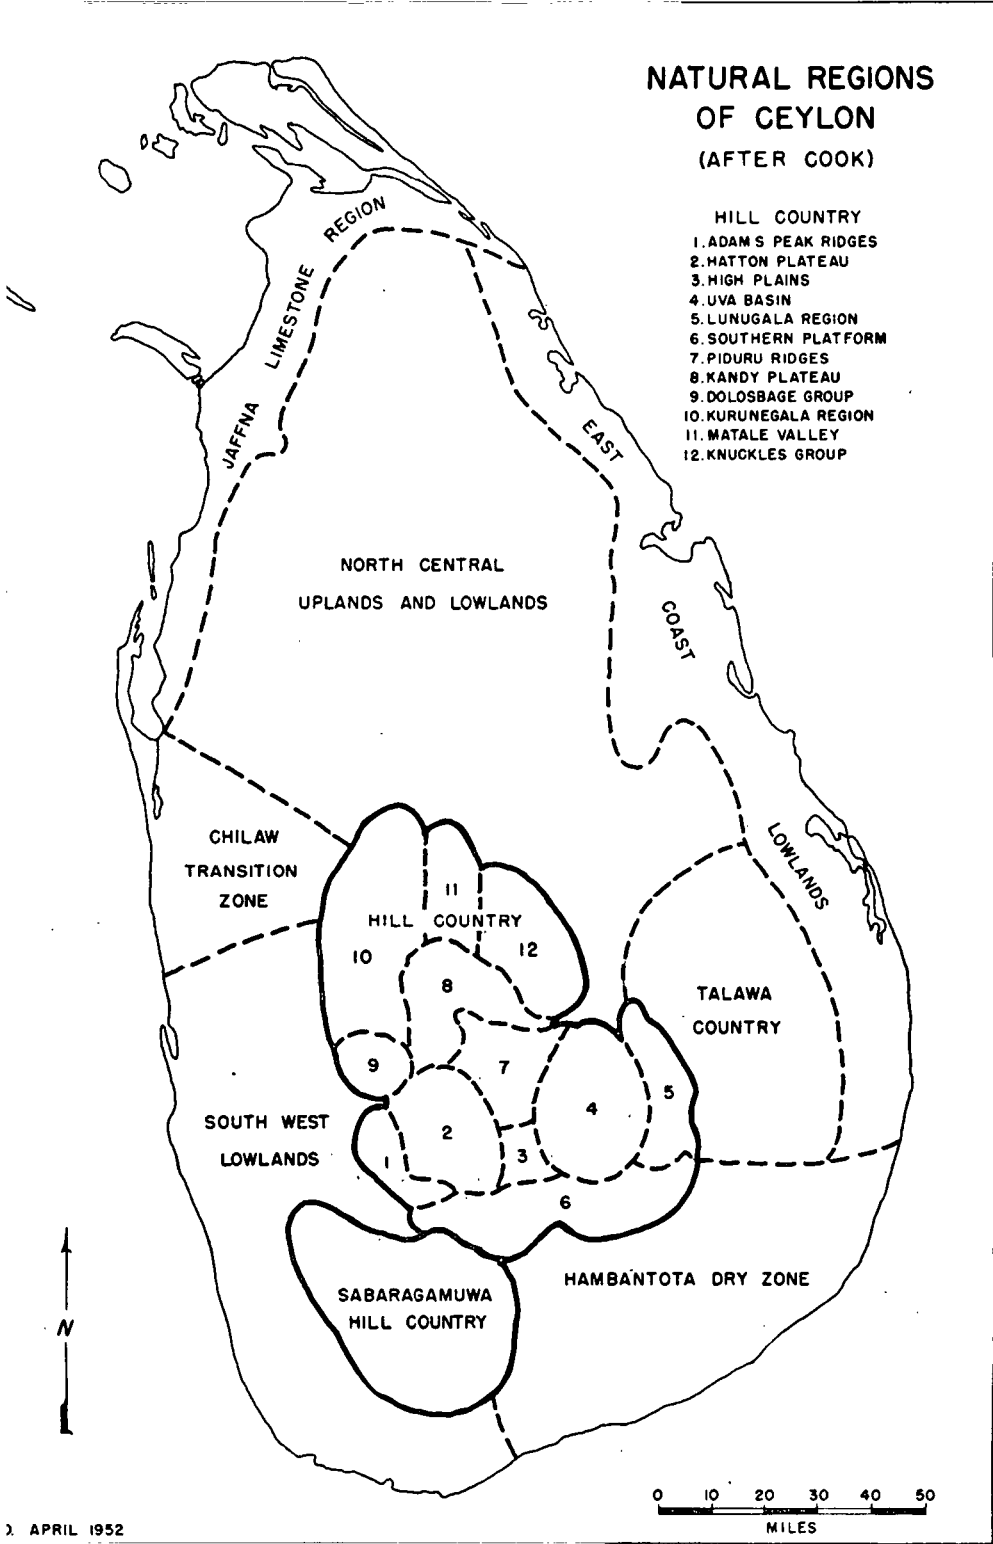 NATURAL REGIONS
OF CEYLON
(AFTER COOK)
HILL COUNTRY
1. ADAMS PEAK RIDGES
2. HATTON PLATEAU
3. HIGH PLAINS
4. UVA BASIN
5. LUNUGALA REGION
6. SOUTHERN PLATFORM
7. PIDURU RIDGES
8. KANDY PLATEAU
9. DOLOSBAGE GROUP
10. KURUNEGALA REGION
11. MATALE VALLEY
12. KNUCKLES GROUP
JAFFNA LIMESTONE REGION
EAST COAST LOWLANDS
NORTH CENTRAL
UPLANDS AND LOWLANDS
CHILAW
TRANSITION
ZONE
11
HILL COUNTRY
10
12
8
TALAWA
COUNTRY
9
7
5
4
SOUTH WEST
LOWLANDS
2
1
3
6
HAMBANTOTA DRY ZONE
SABARAGAMUWA
HILL COUNTRY
N
0 10 20 30 40 50
MILES
APRIL 1952